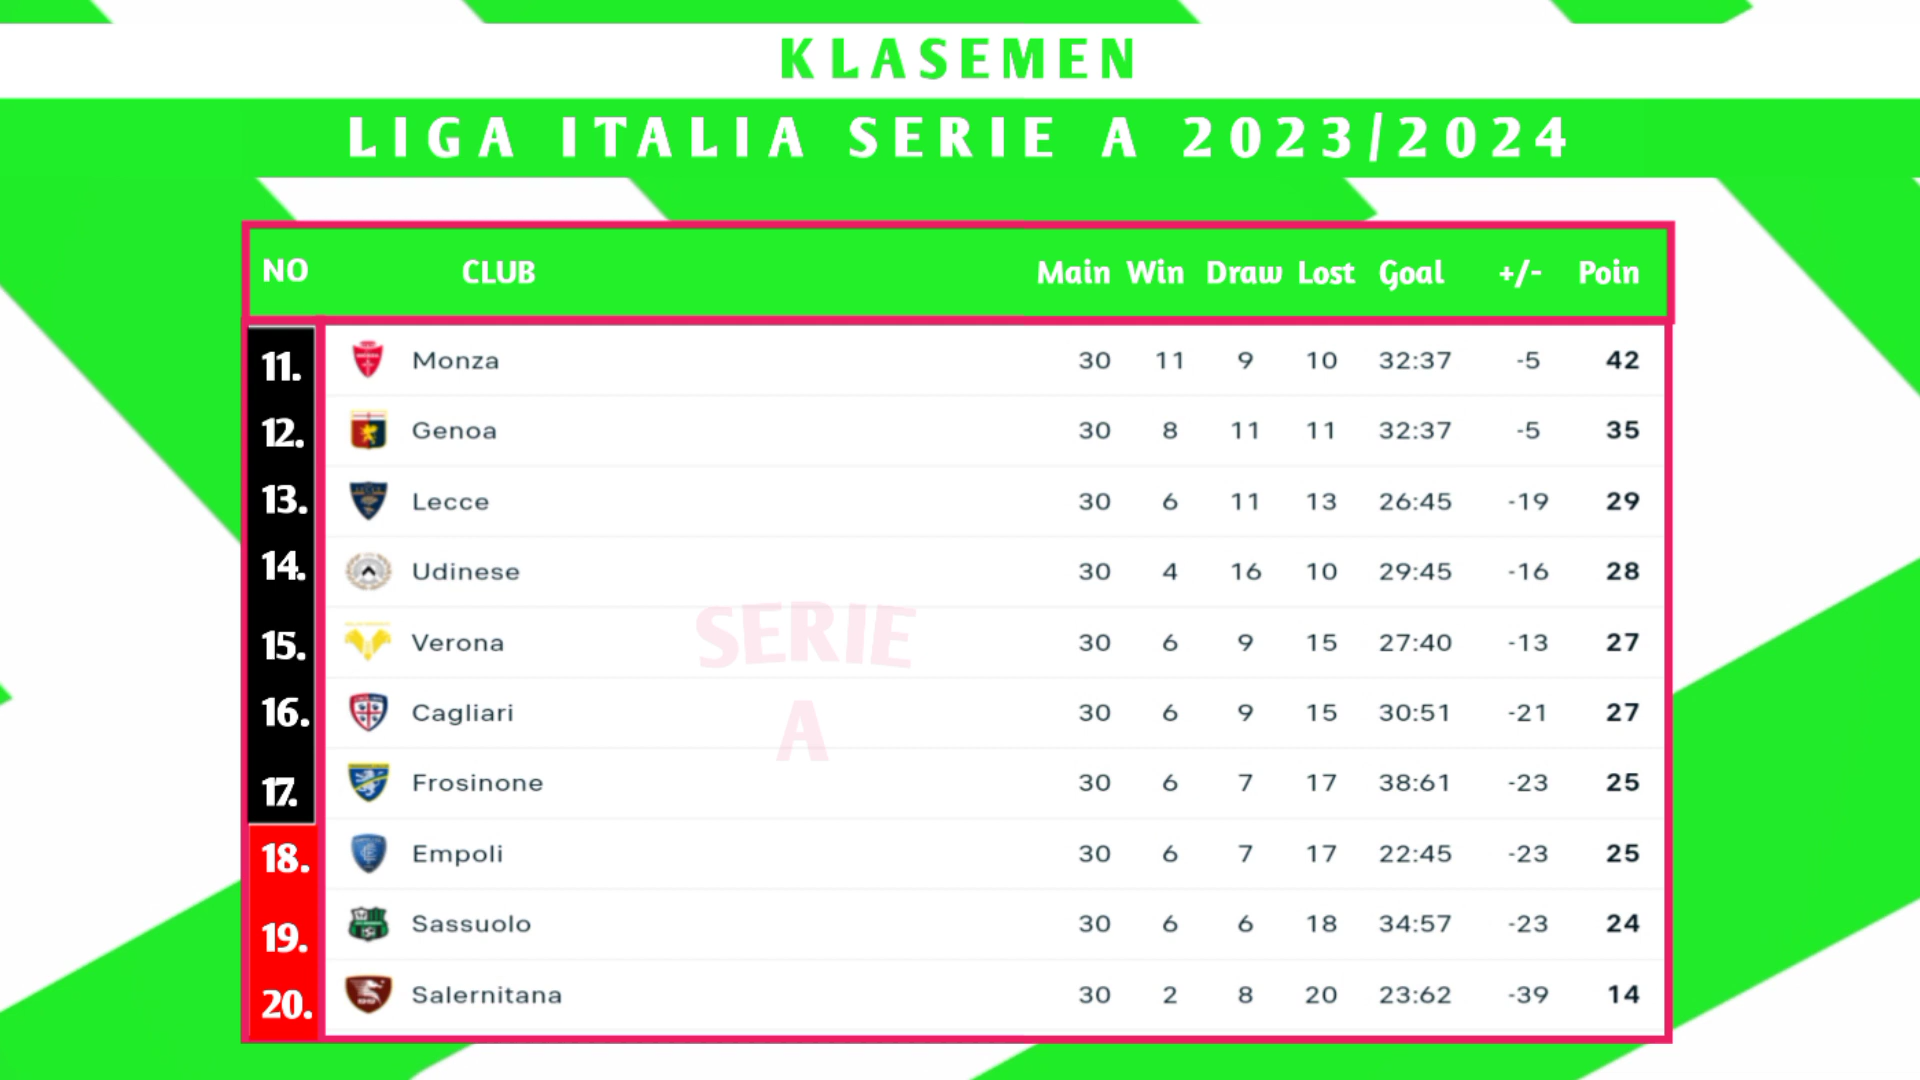 KLASEMEN
LIGA ITALIA SERIE A 2023/2024
NO CLUB Main Win Draw Lost Goal +/- Poin
11. Monza 30 11 9 10 32:37 -5 42
12. Genoa 30 8 11 11 32:37 -5 35
13. Lecce 30 6 11 13 26:45 -19 29
14. Udinese 30 4 16 10 29:45 -16 28
15. Verona 30 6 9 15 27:40 -13 27
16. Cagliari 30 6 9 15 30:51 -21 27
17. Frosinone 30 6 7 17 38:61 -23 25
18. Empoli 30 6 7 17 22:45 -23 25
19. Sassuolo 30 6 6 18 34:57 -23 24
20. Salernitana 30 2 8 20 23:62 -39 14
SERIE
A